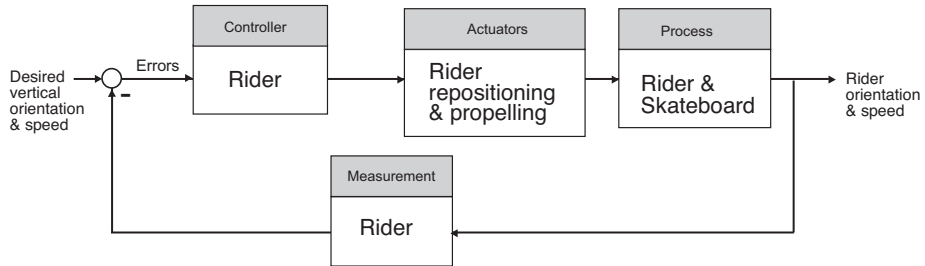 Controller
Rider
Actuators
Rider
repositioning
& propelling
Process
Rider &
Skateboard
Desired
vertical
orientation
& speed
Errors
-
Rider
orientation
& speed
Measurement
Rider